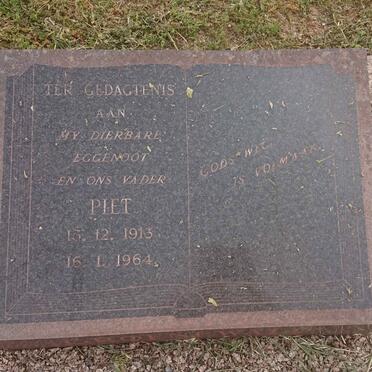 TER GEDAGTENIS
AAN
MY DIERBARE
EGGENOOT
EN ONS VADER
PIET
15. 12. 1913
16. 1. 1964
GODS WIL
IS VOLMAAK